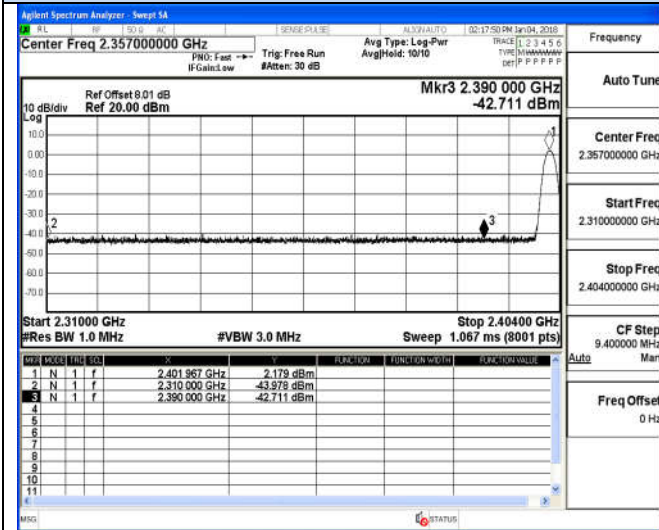 Agilent Spectrum Analyzer - Swept SA
RL RF 50 Ω AC SENSE:PULSE ALIGNAUTO 02:17:50 PM Jan 04, 2018
Center Freq 2.357000000 GHz
PNO: Fast
IFGain:Low
Trig: Free Run
#Atten: 30 dB
Avg Type: Log-Pwr
Avg|Hold: 10/10
TRACE 1 2 3 4 5 6
TYPE MWWWWW
DET P P P P P P
Mkr3 2.390 000 GHz
-42.711 dBm
Ref Offset 8.01 dB
Ref 20.00 dBm
10 dB/div
Log
10.0
0.00
-10.0
-20.0
-30.0
-40.0
-50.0
-60.0
-70.0
1
2
3
Start 2.31000 GHz
Stop 2.40400 GHz
#Res BW 1.0 MHz #VBW 3.0 MHz Sweep 1.067 ms (8001 pts)
MKR MODE TRC SCL X Y FUNCTION FUNCTION WIDTH FUNCTION VALUE
1 N 1 f 2.401 967 GHz 2.179 dBm
2 N 1 f 2.310 000 GHz -43.978 dBm
3 N 1 f 2.390 000 GHz -42.711 dBm
4
5
6
7
8
9
10
11
MSG STATUS
Frequency
Auto Tune
Center Freq
2.357000000 GHz
Start Freq
2.310000000 GHz
Stop Freq
2.404000000 GHz
CF Step
9.400000 MHz
Auto Man
Freq Offset
0 Hz